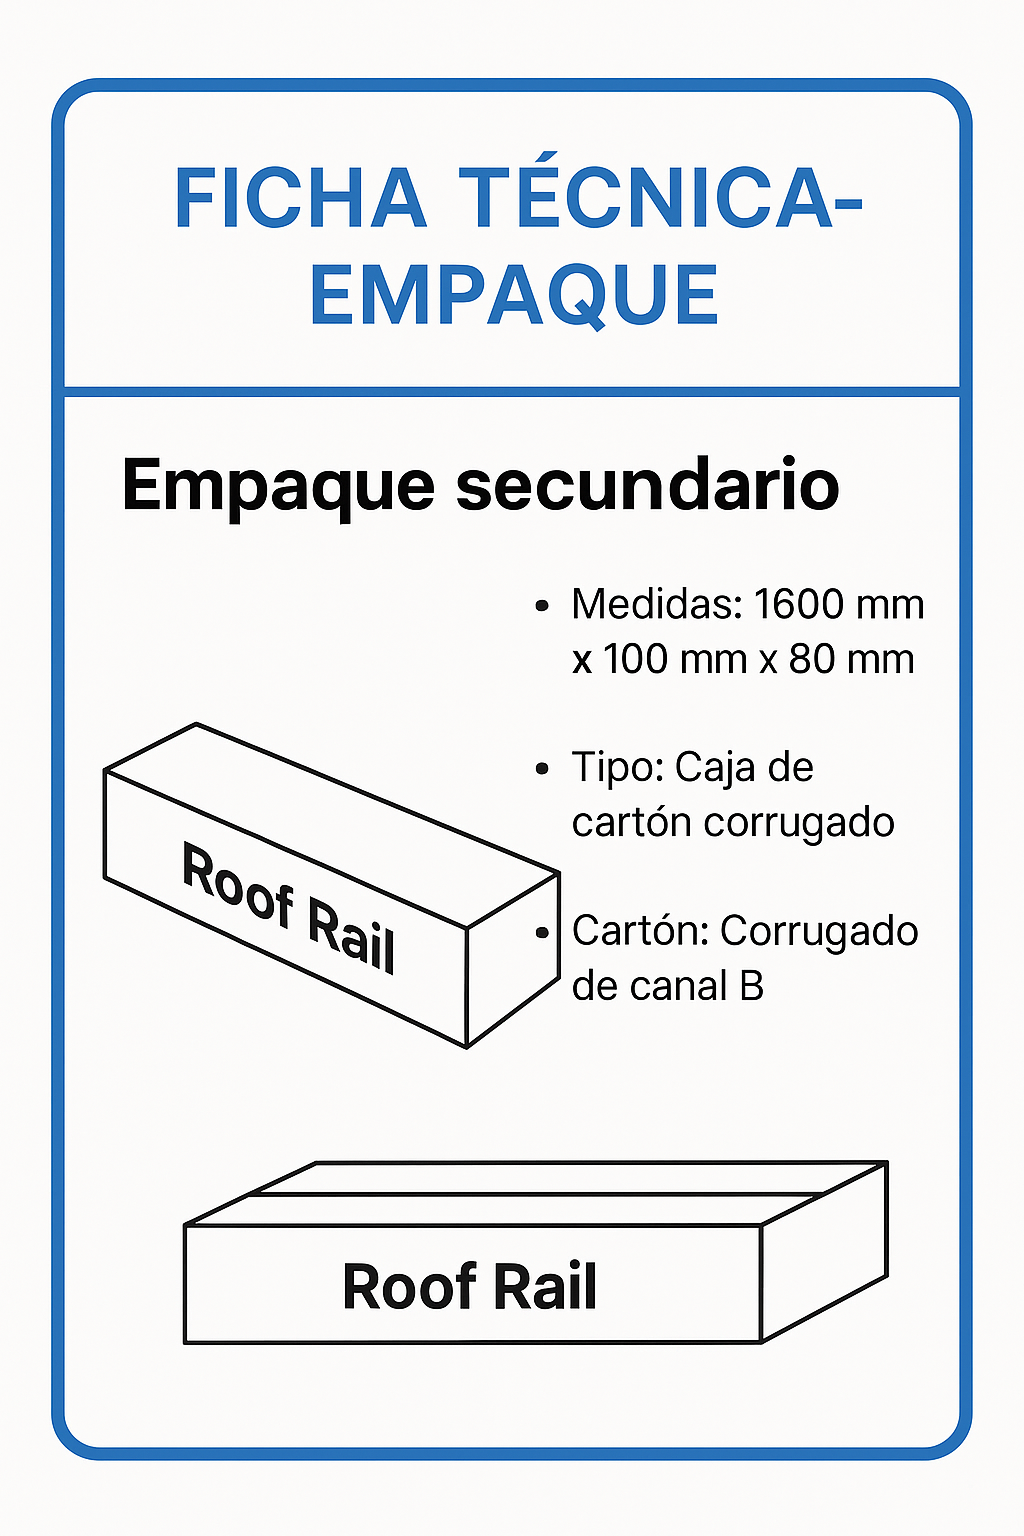 FICHA TÉCNICA-
EMPAQUE
Empaque secundario
• Medidas: 1600 mm
x 100 mm x 80 mm
• Tipo: Caja de
cartón corrugado
• Cartón: Corrugado
de canal B
Roof Rail
Roof Rail